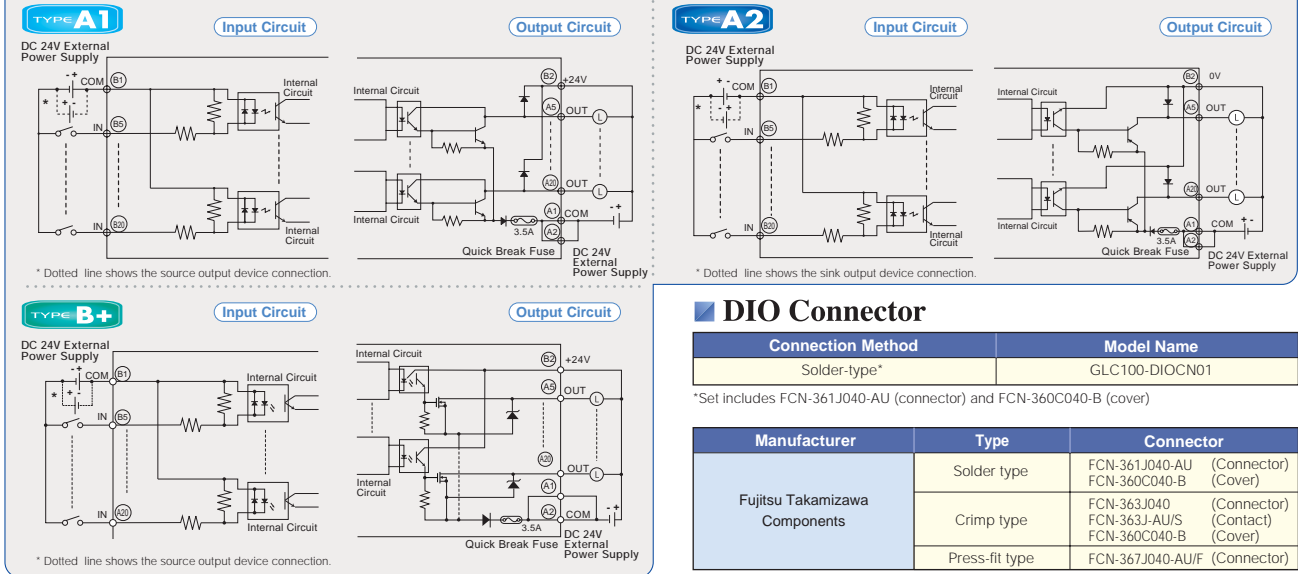 TYPE A1
Input Circuit
Output Circuit
DC 24V External
Power Supply
- +
COM
B1
* + -
IN
B5
IN
B20
Internal
Circuit
Internal
Circuit
Internal Circuit
Internal Circuit
B2
+24V
A5
OUT
L
A20
OUT
L
A1
COM
- +
3.5A
A2
Quick Break Fuse
DC 24V
External
Power Supply
* Dotted line shows the source output device connection.
TYPE A2
Input Circuit
Output Circuit
DC 24V External
Power Supply
+ -
COM
B1
* - +
IN
B5
IN
B20
Internal
Circuit
Internal
Circuit
Internal Circuit
Internal Circuit
B2
0V
A5
OUT
L
A20
OUT
L
A1
COM
+ -
3.5A
A2
Quick Break Fuse
DC 24V External
Power Supply
* Dotted line shows the sink output device connection.
TYPE B+
Input Circuit
Output Circuit
DC 24V External
Power Supply
- +
COM
B1
* + -
IN
B5
IN
A20
Internal Circuit
Internal Circuit
Internal Circuit
Internal
Circuit
B2
+24V
A5
OUT
L
A20
OUT
L
A1
A2
COM
- +
3.5A
Quick Break Fuse
DC 24V
External
Power Supply
* Dotted line shows the source output device connection.
DIO Connector
Connection Method Model Name
Solder-type* GLC100-DIOCN01
*Set includes FCN-361J040-AU (connector) and FCN-360C040-B (cover)
Manufacturer Type Connector
Fujitsu Takamizawa
Components
Solder type
FCN-361J040-AU (Connector)
FCN-360C040-B (Cover)
Crimp type
FCN-363J040 (Connector)
FCN-363J-AU/S (Contact)
FCN-360C040-B (Cover)
Press-fit type FCN-367J040-AU/F (Connector)